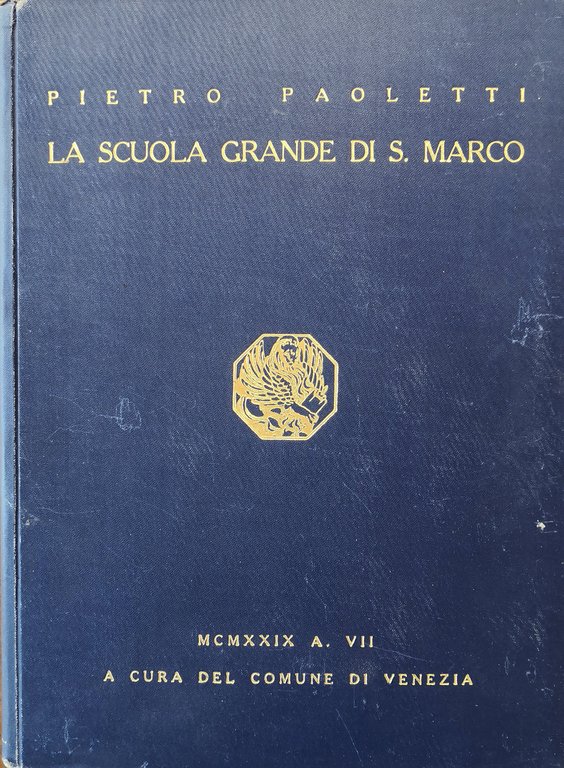 PIETRO PAOLETTI
LA SCUOLA GRANDE DI S. MARCO
MCMXXIX A. VII
A CURA DEL COMUNE DI VENEZIA